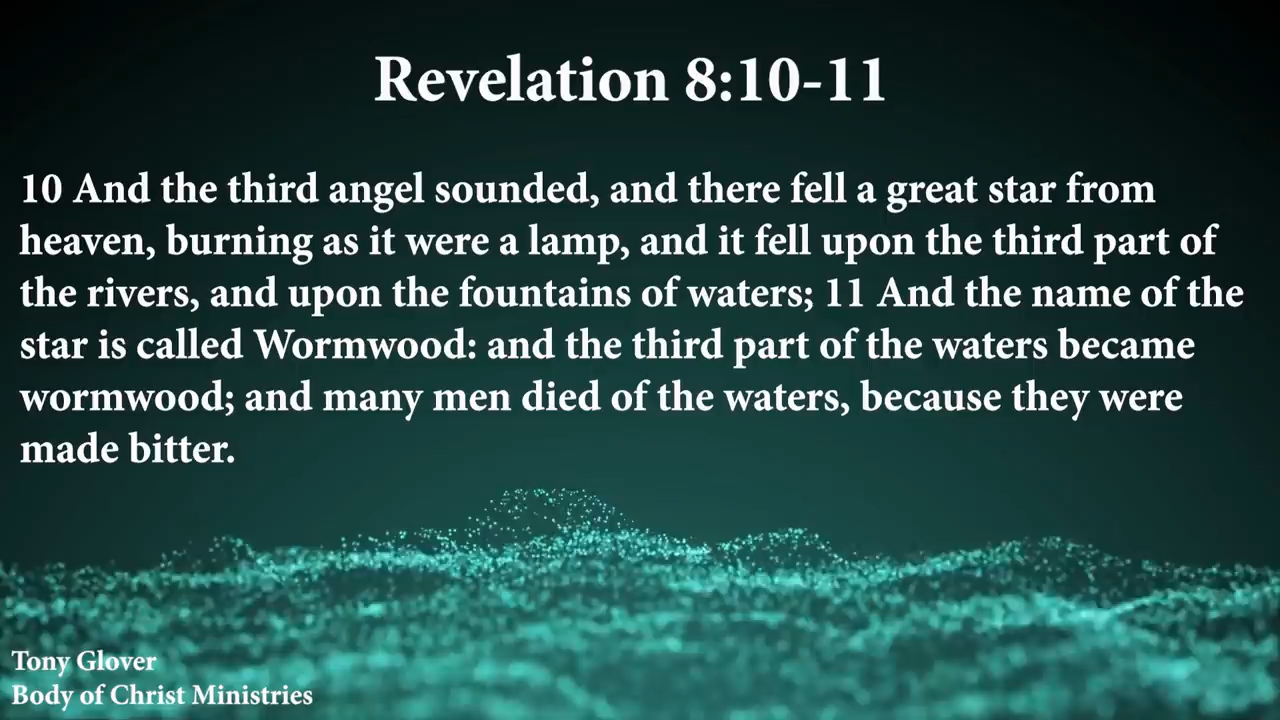 Revelation 8:10-11
10 And the third angel sounded, and there fell a great star from
heaven, burning as it were a lamp, and it fell upon the third part of
the rivers, and upon the fountains of waters; 11 And the name of the
star is called Wormwood: and the third part of the waters became
wormwood; and many men died of the waters, because they were
made bitter.
Tony Glover
Body of Christ Ministries